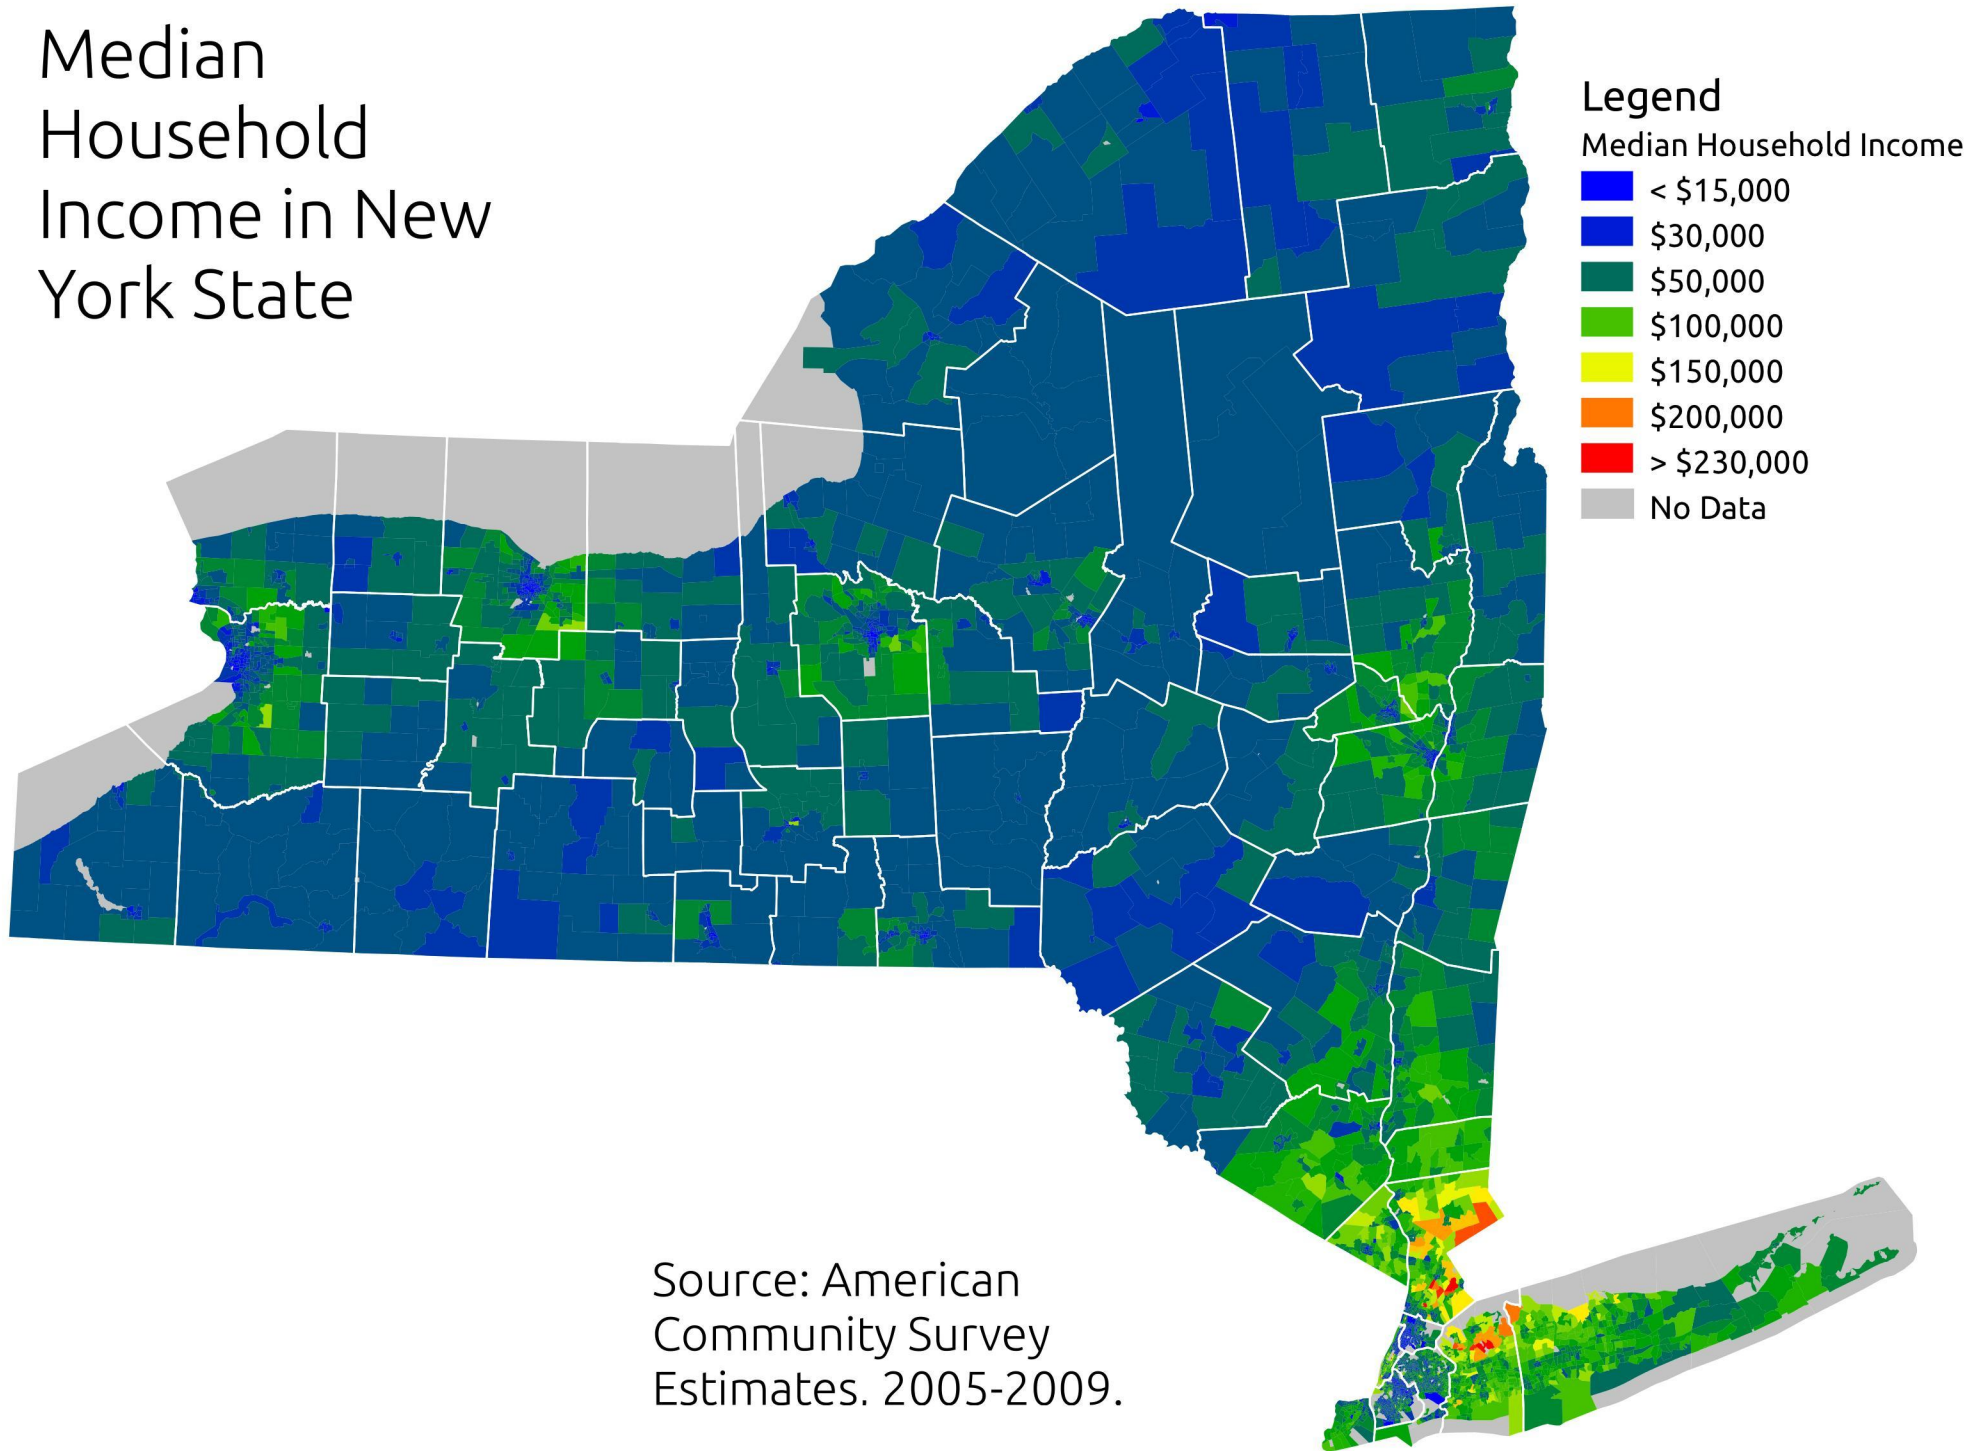 Median
Household
Income in New
York State
Legend
Median Household Income
< $15,000
$30,000
$50,000
$100,000
$150,000
$200,000
> $230,000
No Data
Source: American
Community Survey
Estimates. 2005-2009.